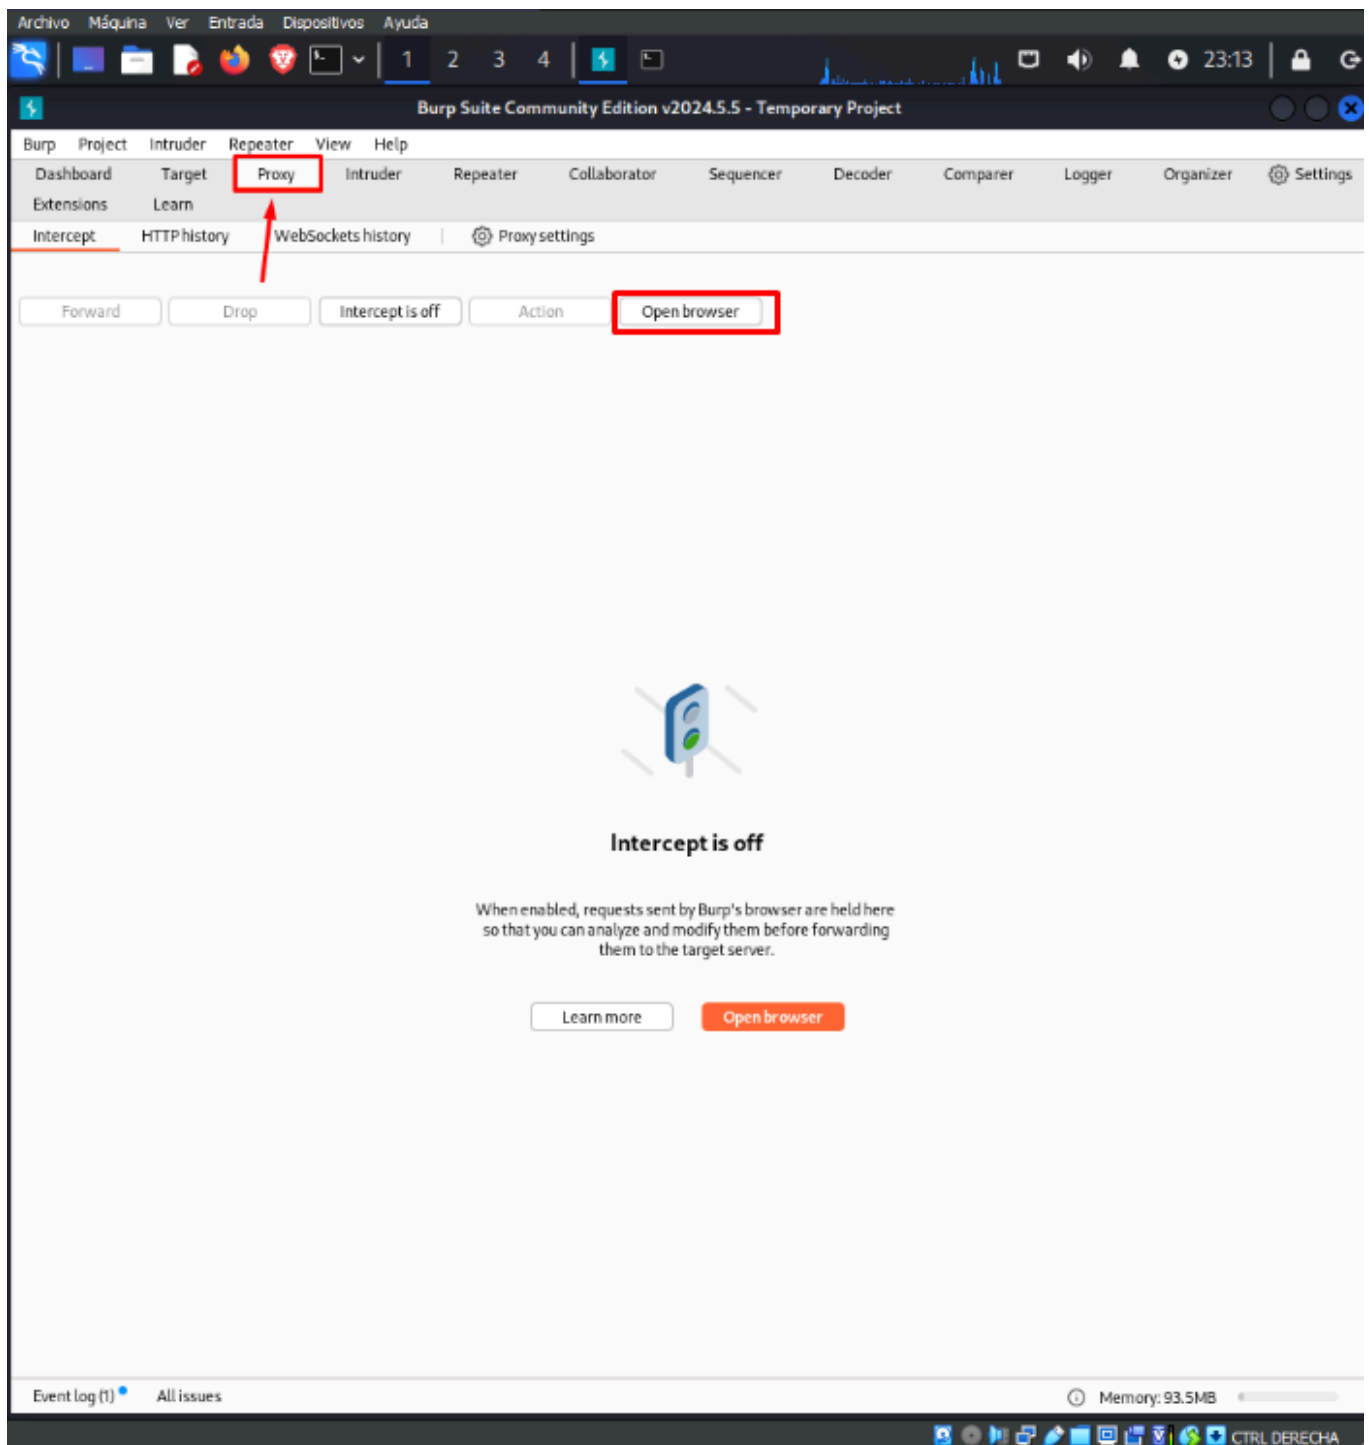 Archivo Máquina Ver Entrada Dispositivos Ayuda
1 2 3 4 23:13
Burp Suite Community Edition v2024.5.5 - Temporary Project
Burp Project Intruder Repeater View Help
Dashboard Target Proxy Intruder Repeater Collaborator Sequencer Decoder Comparer Logger Organizer Settings
Extensions Learn
Intercept HTTP history WebSockets history Proxy settings
Forward Drop Intercept is off Action Open browser
Intercept is off
When enabled, requests sent by Burp's browser are held here
so that you can analyze and modify them before forwarding
them to the target server.
Learn more Open browser
Event log (1) All issues Memory: 93.5MB
CTRL DERECHA